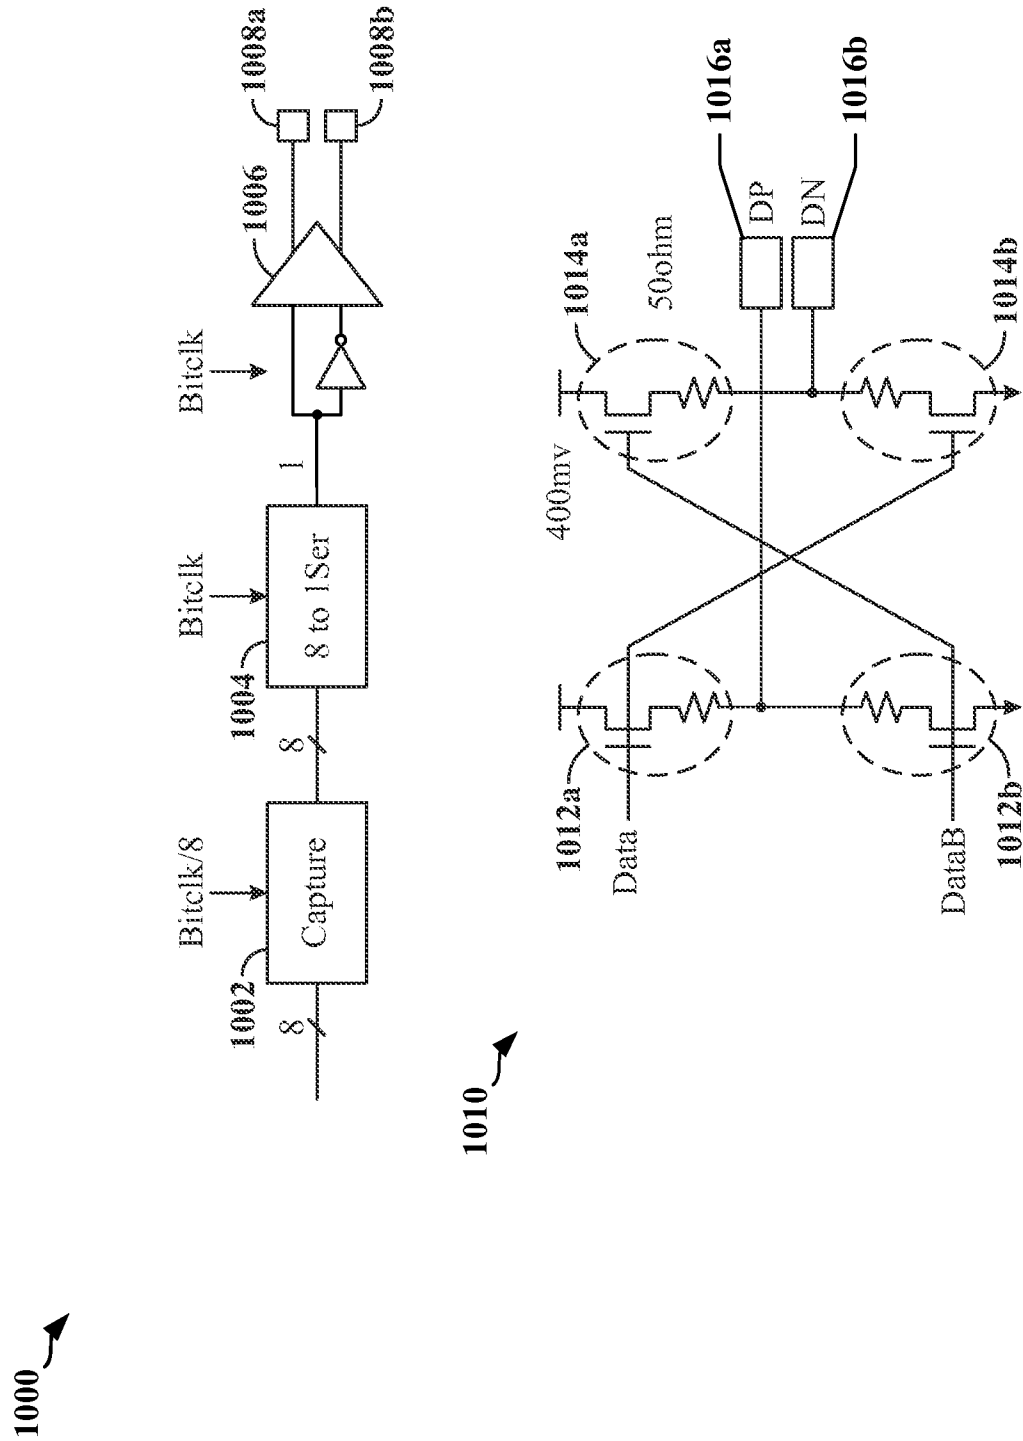 1000
Bitclk/8
Bitclk
Bitclk
1002
1004
1006
1008a
1008b
8
Capture
8
8 to 1Ser
1
1010
400mv
50ohm
1012a
1014a
Data
DP
1016a
DN
1016b
DataB
1012b
1014b